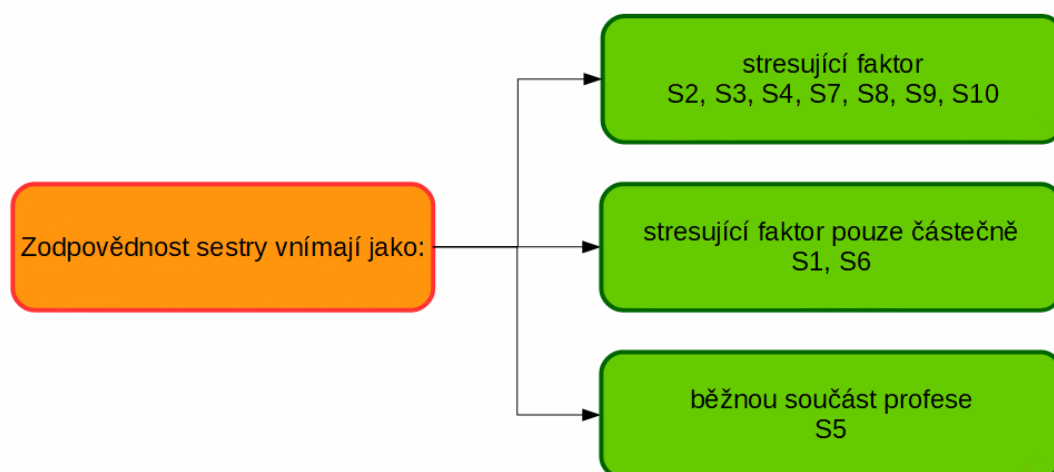 stresující faktor
S2, S3, S4, S7, S8, S9, S10
Zodpovědnost sestry vnímají jako:
stresující faktor pouze částečně
S1, S6
běžnou součást profese
S5